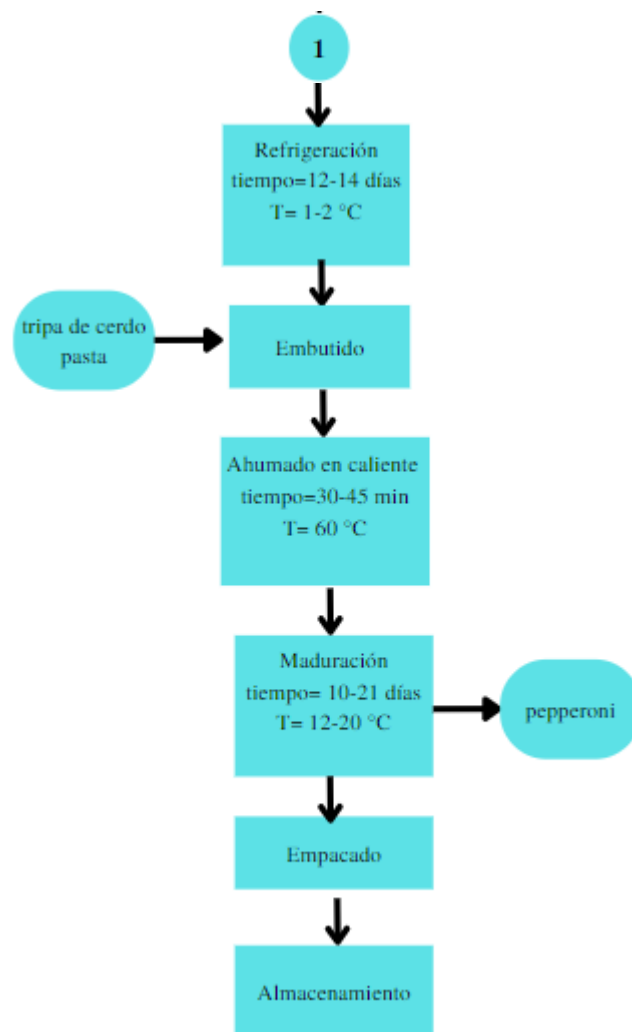 1
Refrigeración
tiempo=12-14 días
T= 1-2 °C
tripa de cerdo
pasta
Embutido
Ahumado en caliente
tiempo=30-45 min
T= 60 °C
Maduración
tiempo= 10-21 días
T= 12-20 °C
pepperoni
Empacado
Almacenamiento